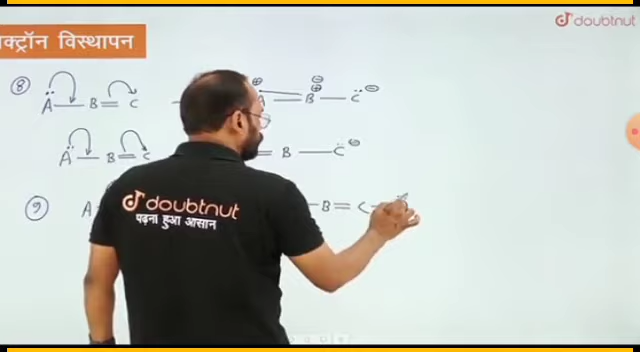 doubtnut
क्ट्रॉन विस्थापन
8 Ä — B = C A = B — C̈ ⊖
Ä — B = C = B — C ⊖
9 A B = C
doubtnut
पढ़ना हुआ आसान